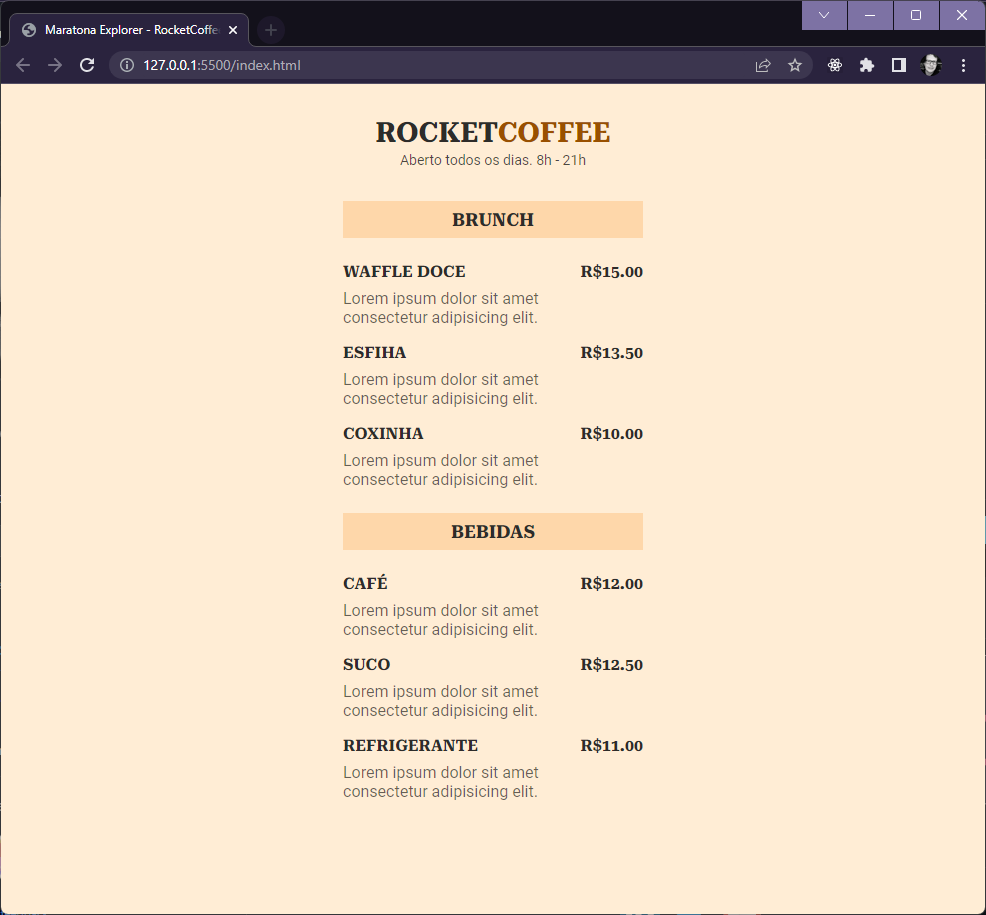 Maratona Explorer - RocketCoffe
127.0.0.1:5500/index.html
ROCKETCOFFEE
Aberto todos os dias. 8h - 21h
BRUNCH
WAFFLE DOCE R$15.00
Lorem ipsum dolor sit amet
consectetur adipisicing elit.
ESFIHA R$13.50
Lorem ipsum dolor sit amet
consectetur adipisicing elit.
COXINHA R$10.00
Lorem ipsum dolor sit amet
consectetur adipisicing elit.
BEBIDAS
CAFÉ R$12.00
Lorem ipsum dolor sit amet
consectetur adipisicing elit.
SUCO R$12.50
Lorem ipsum dolor sit amet
consectetur adipisicing elit.
REFRIGERANTE R$11.00
Lorem ipsum dolor sit amet
consectetur adipisicing elit.